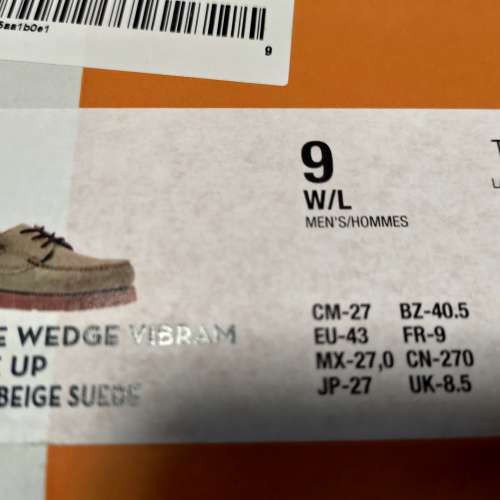 5aa1b0e1
9
9
W/L
MEN'S/HOMMES
CM-27 BZ-40.5
EU-43 FR-9
MX-27,0 CN-270
JP-27 UK-8.5
E WEDGE VIBRAM
E UP
BEIGE SUEDE